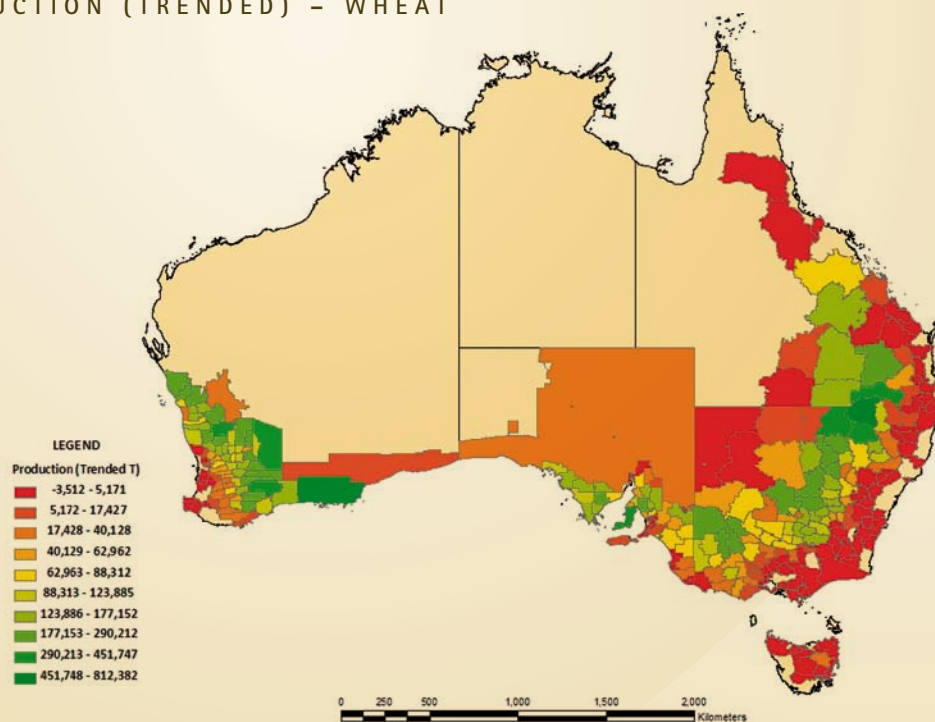 UCTION (TRENDED) – WHEAT
LEGEND
Production (Trended T)
-3,512 - 5,171
5,172 - 17,427
17,428 - 40,128
40,129 - 62,962
62,963 - 88,312
88,313 - 123,885
123,886 - 177,152
177,153 - 290,212
290,213 - 451,747
451,748 - 812,382
0 250 500 1,000 1,500 2,000
Kilometers